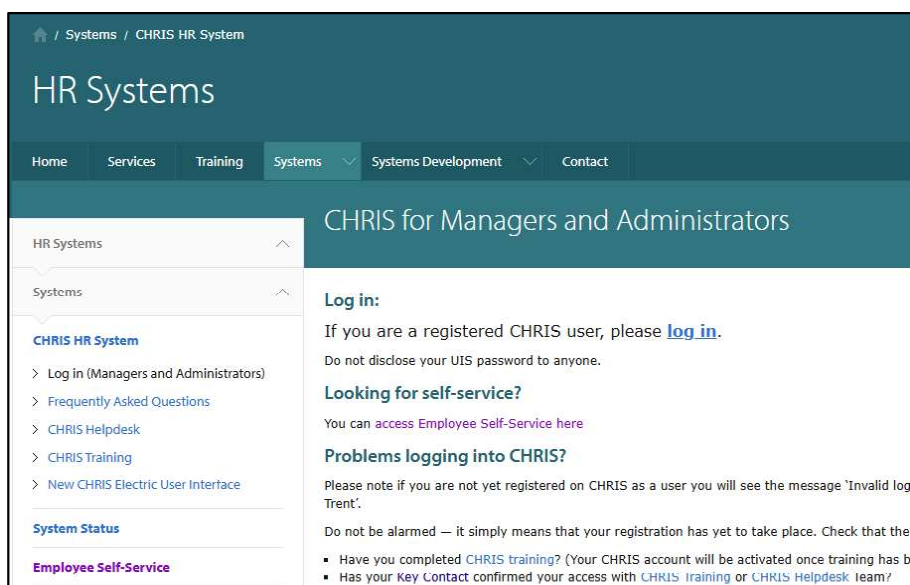 / Systems / CHRIS HR System
HR Systems
Home Services Training Systems Systems Development Contact
CHRIS for Managers and Administrators
HR Systems
Systems
CHRIS HR System
> Log in (Managers and Administrators)
> Frequently Asked Questions
> CHRIS Helpdesk
> CHRIS Training
> New CHRIS Electric User Interface
System Status
Employee Self-Service
Log in:
If you are a registered CHRIS user, please log in.
Do not disclose your UIS password to anyone.
Looking for self-service?
You can access Employee Self-Service here
Problems logging into CHRIS?
Please note if you are not yet registered on CHRIS as a user you will see the message 'Invalid log
Trent'.
Do not be alarmed — it simply means that your registration has yet to take place. Check that the
▪ Have you completed CHRIS training? (Your CHRIS account will be activated once training has b
▪ Has your Key Contact confirmed your access with CHRIS Training or CHRIS Helpdesk Team?